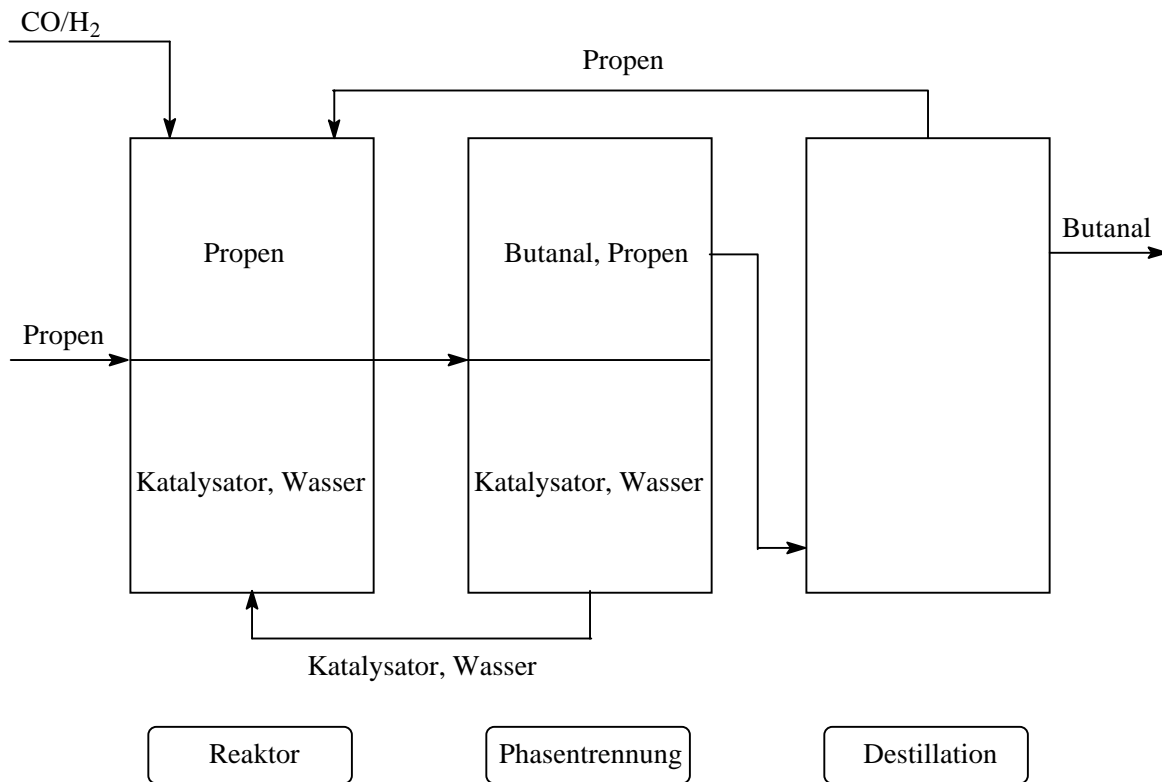 CO/H₂
Propen
Propen
Butanal, Propen
Butanal
Propen
Katalysator, Wasser
Katalysator, Wasser
Katalysator, Wasser
Reaktor
Phasentrennung
Destillation